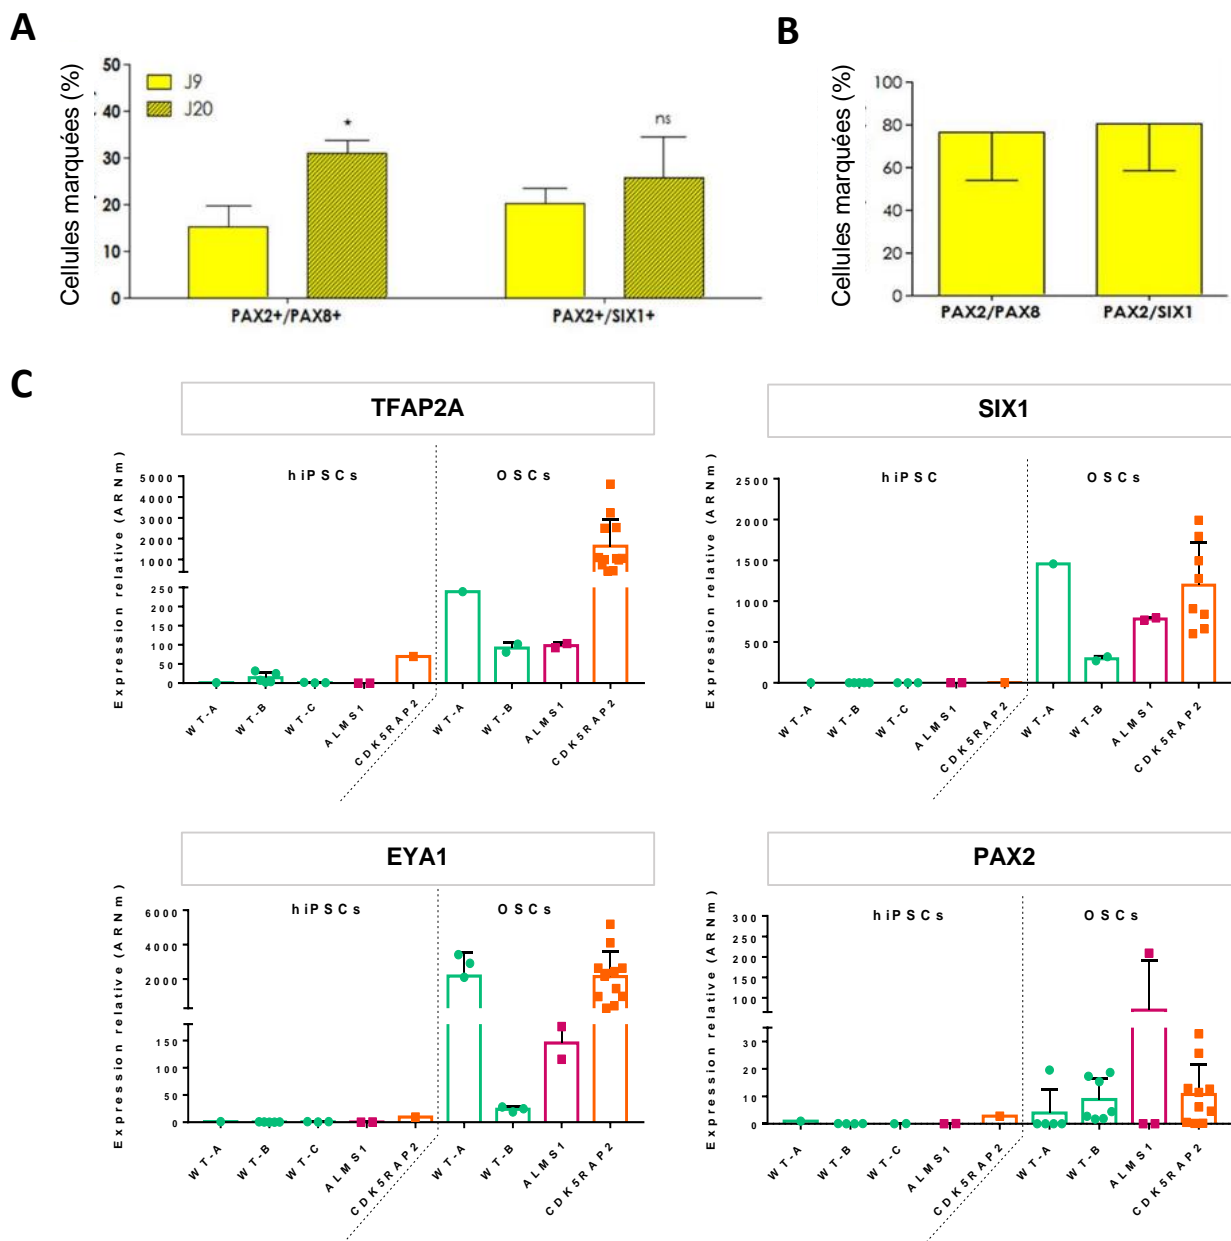 A
B
Cellules marquées (%)
50
40
30
20
10
0
J9
J20
*
ns
PAX2+/PAX8+
PAX2+/SIX1+
Cellules marquées (%)
100
80
60
40
20
0
PAX2/PAX8
PAX2/SIX1
C
TFAP2A
hiPSCs
OSCs
Expression relative (ARNm)
5000
4000
3000
2000
1000
250
200
150
100
50
0
WT-A
WT-B
WT-C
ALMS1
CDK5RAP2
WT-A
WT-B
ALMS1
CDK5RAP2
SIX1
hiPSC
OSCs
Expression relative (ARNm)
2500
2000
1500
1000
500
0
WT-A
WT-B
WT-C
ALMS1
CDK5RAP2
WT-A
WT-B
ALMS1
CDK5RAP2
EYA1
hiPSCs
OSCs
Expression relative (ARNm)
6000
4000
2000
150
100
50
0
WT-A
WT-B
WT-C
ALMS1
CDK5RAP2
WT-A
WT-B
ALMS1
CDK5RAP2
PAX2
hiPSCs
OSCs
Expression relative (ARNm)
300
250
200
150
100
30
20
10
0
WT-A
WT-B
WT-C
ALMS1
CDK5RAP2
WT-A
WT-B
ALMS1
CDK5RAP2